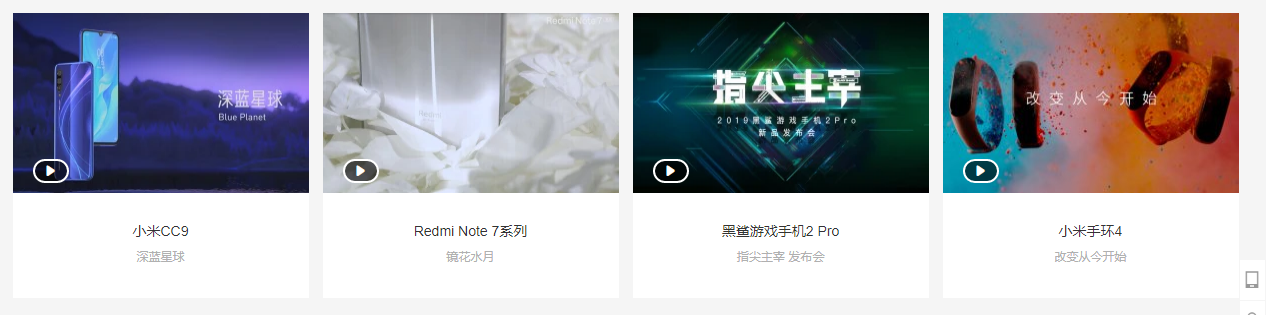 深蓝星球
Blue Planet
小米CC9
深蓝星球
Redmi Note 7
Redmi
Redmi Note 7系列
镜花水月
指尖主宰
2019黑鲨游戏手机2Pro
新品发布会
黑鲨游戏手机2 Pro
指尖主宰 发布会
改变从今开始
小米手环4
改变从今开始